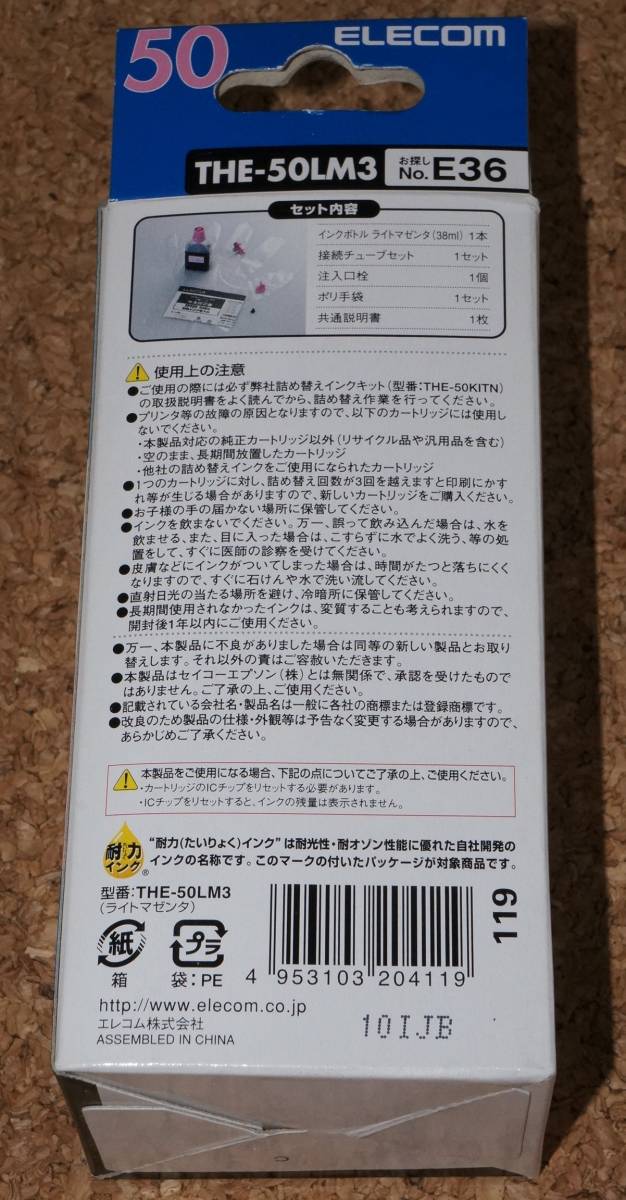 50
ELECOM
THE-50LM3
お探し
No. E36
セット内容
インクボトル ライトマゼンタ(38ml) 1本
接続チューブセット 1セット
注入口栓 1個
ポリ手袋 1セット
共通説明書 1枚
使用上の注意
●ご使用の際には必ず弊社詰め替えインクキット(型番:THE-50KITN)
の取扱説明書をよく読んでから、詰め替え作業を行ってください。
●プリンタ等の故障の原因となりますので、以下のカートリッジには使用し
ないでください。
・本製品対応の純正カートリッジ以外(リサイクル品や汎用品を含む)
・空のまま、長期間放置したカートリッジ
・他社の詰め替えインクをご使用になられたカートリッジ
●1つのカートリッジに対し、詰め替え回数が3回を越えますと印刷にかす
れ等が生じる場合がありますので、新しいカートリッジをご購入ください。
●お子様の手の届かない場所に保管してください。
●インクを飲まないでください。万一、誤って飲み込んだ場合は、水を
飲ませる、また、目に入った場合は、こすらずに水でよく洗う、等の処
置をして、すぐに医師の診察を受けてください。
●皮膚などにインクがついてしまった場合は、時間がたつと落ちにくく
なりますので、すぐに石けんや水で洗い流してください。
●直射日光の当たる場所を避け、冷暗所に保管してください。
●長期間使用されなかったインクは、変質することも考えられますので、
開封後1年以内にご使用ください。
●万一、本製品に不良がありました場合は同等の新しい製品とお取り
替えします。それ以外の責はご容赦いただきます。
●本製品はセイコーエプソン(株)とは無関係で、承認を受けたもので
はありません。ご了承の上、ご使用ください。
●記載されている会社名・製品名は一般に各社の商標または登録商標です。
●改良のため製品の仕様・外観等は予告なく変更する場合がありますので、
あらかじめご了承ください。
本製品をご使用になる場合、下記の点についてご了承の上、ご使用ください。
・カートリッジのICチップをリセットする必要があります。
・ICチップをリセットすると、インクの残量は表示されません。
耐力
インク®
"耐力(たいりょく)インク"は耐光性・耐オゾン性能に優れた自社開発の
インクの名称です。このマークの付いたパッケージが対象商品です。
型番:THE-50LM3
(ライトマゼンタ)
紙
箱
プラ
袋:PE
4 953103 204119
119
http://www.elecom.co.jp
エレコム株式会社
ASSEMBLED IN CHINA
10IJB